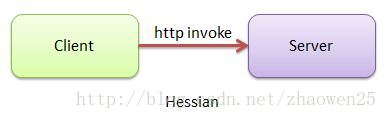 http invoke
Client
Server
http://blog.csdn.net/zhaowen25
Hessian